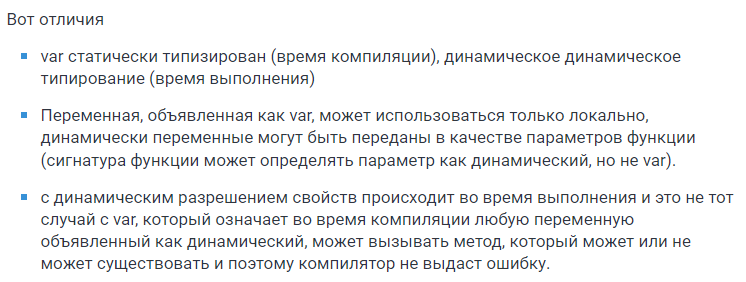 Вот отличия
var статически типизирован (время компиляции), динамическое динамическое
типирование (время выполнения)
Переменная, объявленная как var, может использоваться только локально,
динамически переменные могут быть переданы в качестве параметров функции
(сигнатура функции может определять параметр как динамический, но не var).
с динамическим разрешением свойств происходит во время выполнения и это не тот
случай с var, который означает во время компиляции любую переменную
объявленный как динамический, может вызывать метод, который может или не
может существовать и поэтому компилятор не выдаст ошибку.